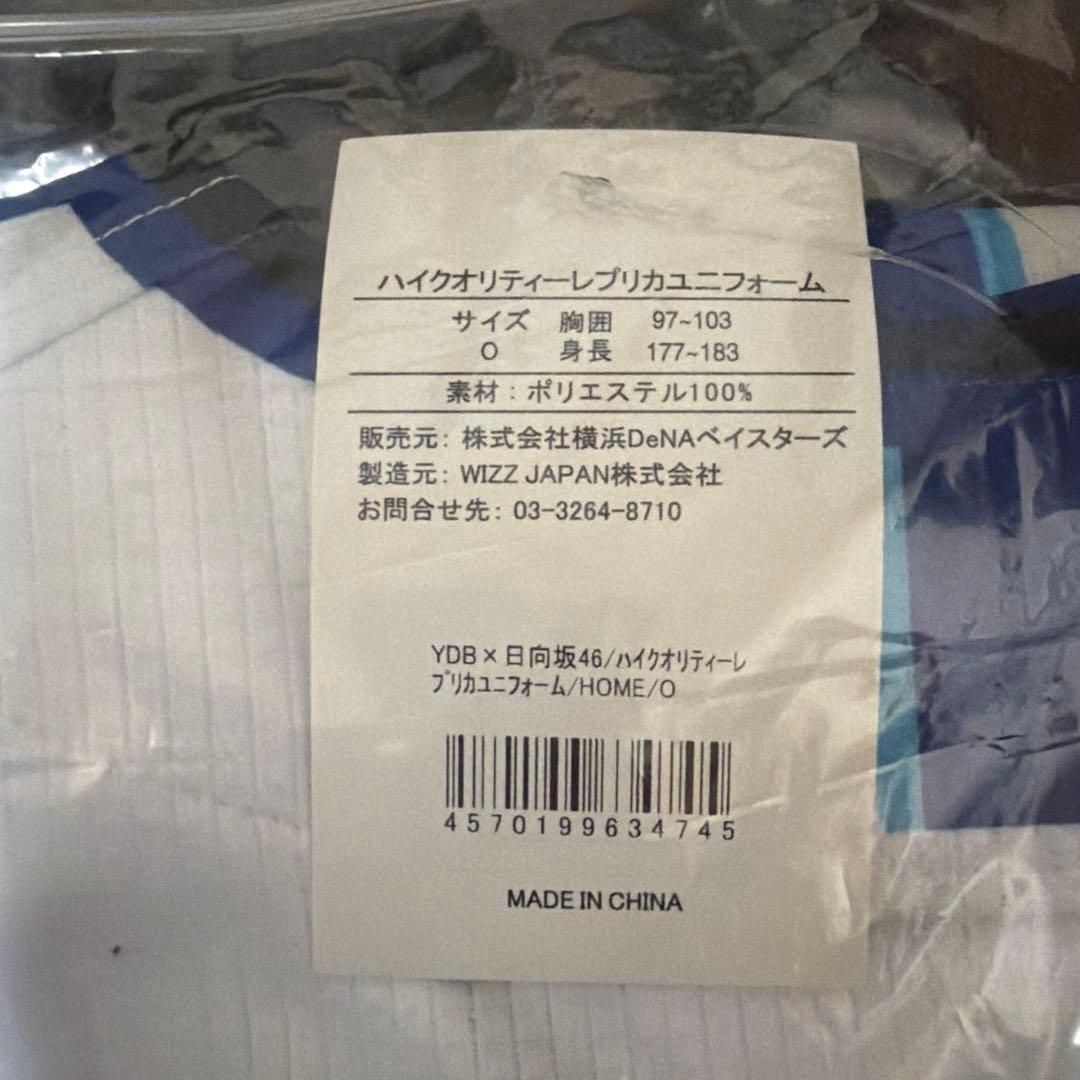 ハイクオリティーレプリカユニフォーム
サイズ 胸囲 97~103
O 身長 177~183
素材：ポリエステル100%
販売元：株式会社横浜DeNAベイスターズ
製造元：WIZZ JAPAN株式会社
お問合せ先：03-3264-8710
YDB×日向坂46/ﾊｲｸｵﾘﾃｨｰﾚ
ﾌﾟﾘｶﾕﾆﾌｫｰﾑ/HOME/O
4570199634745
MADE IN CHINA